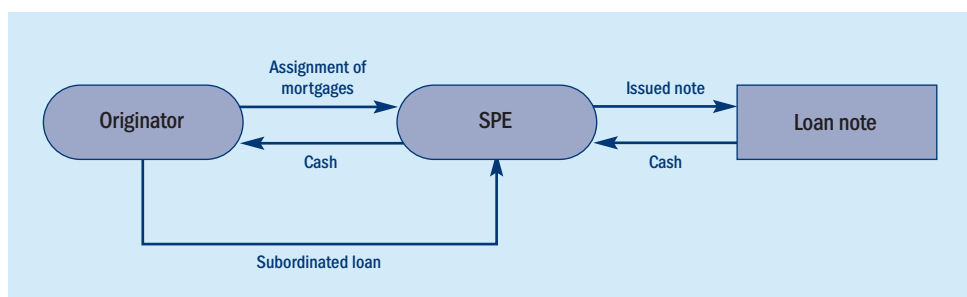 Assignment of
mortgages
Issued note
Originator
SPE
Loan note
Cash
Cash
Subordinated loan